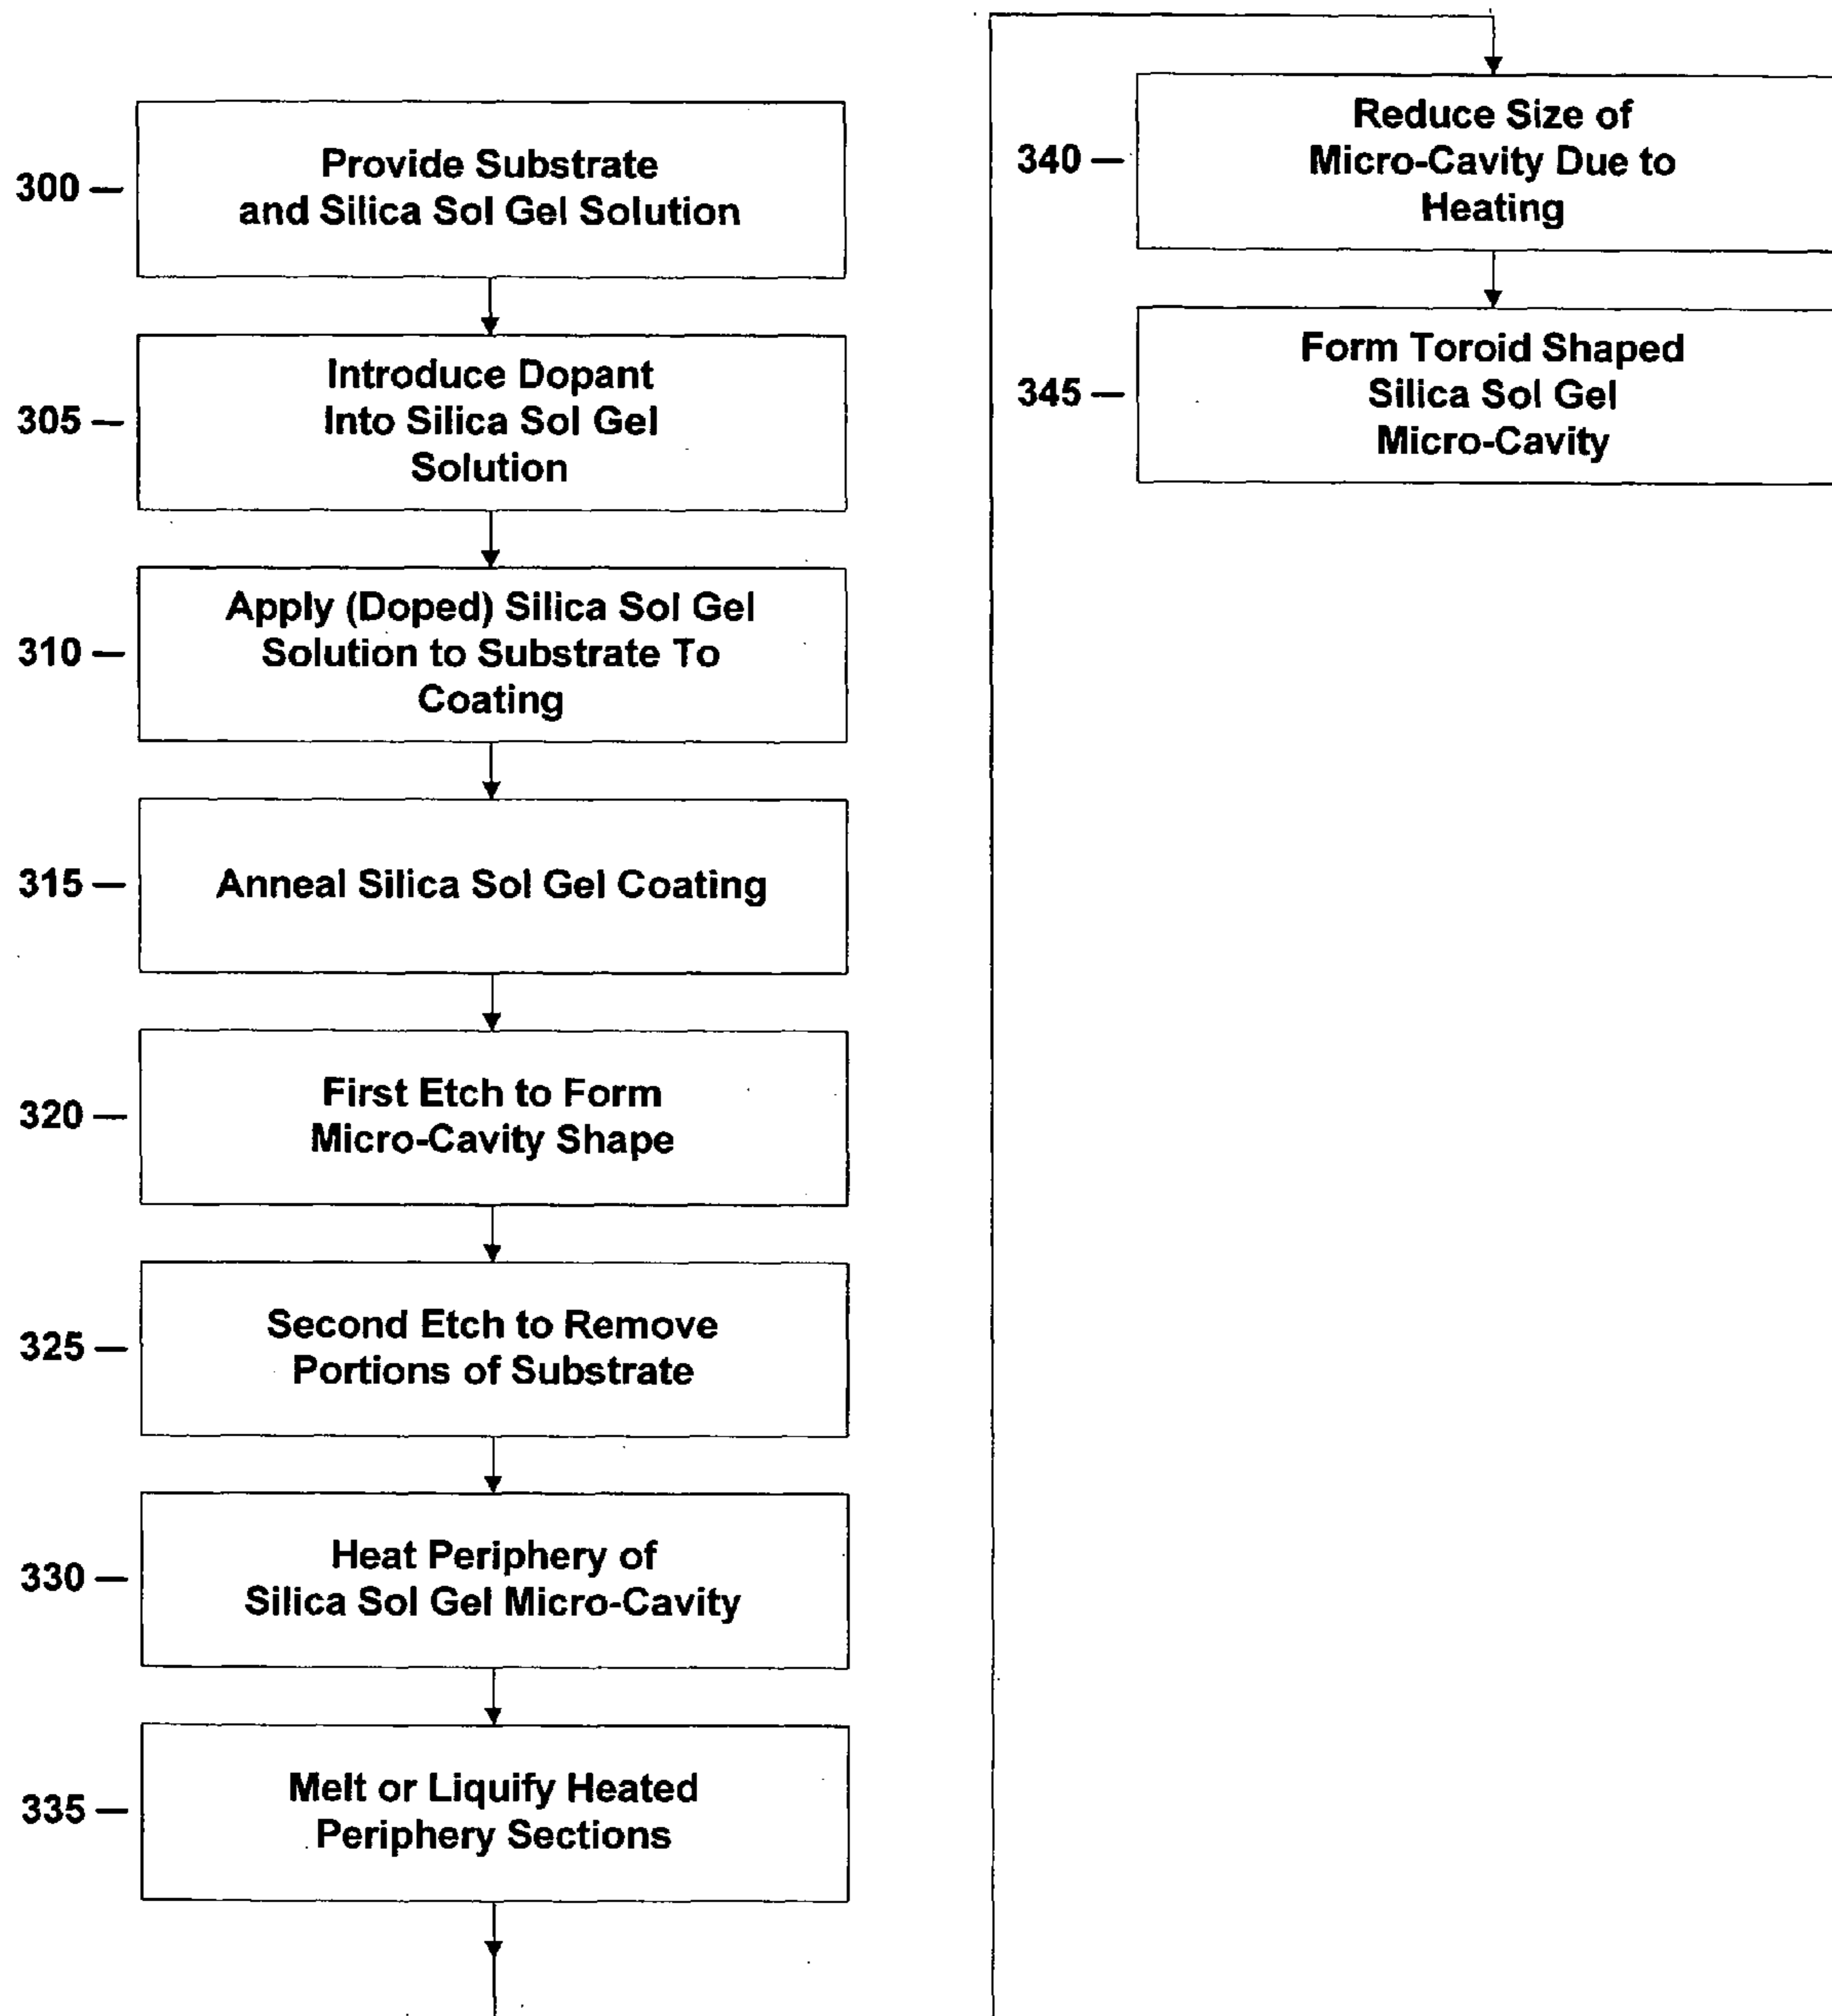 300
Provide Substrate
and Silica Sol Gel Solution
305
Introduce Dopant
Into Silica Sol Gel
Solution
310
Apply (Doped) Silica Sol Gel
Solution to Substrate To
Coating
315
Anneal Silica Sol Gel Coating
320
First Etch to Form
Micro-Cavity Shape
325
Second Etch to Remove
Portions of Substrate
330
Heat Periphery of
Silica Sol Gel Micro-Cavity
335
Melt or Liquify Heated
Periphery Sections
340
Reduce Size of
Micro-Cavity Due to
Heating
345
Form Toroid Shaped
Silica Sol Gel
Micro-Cavity